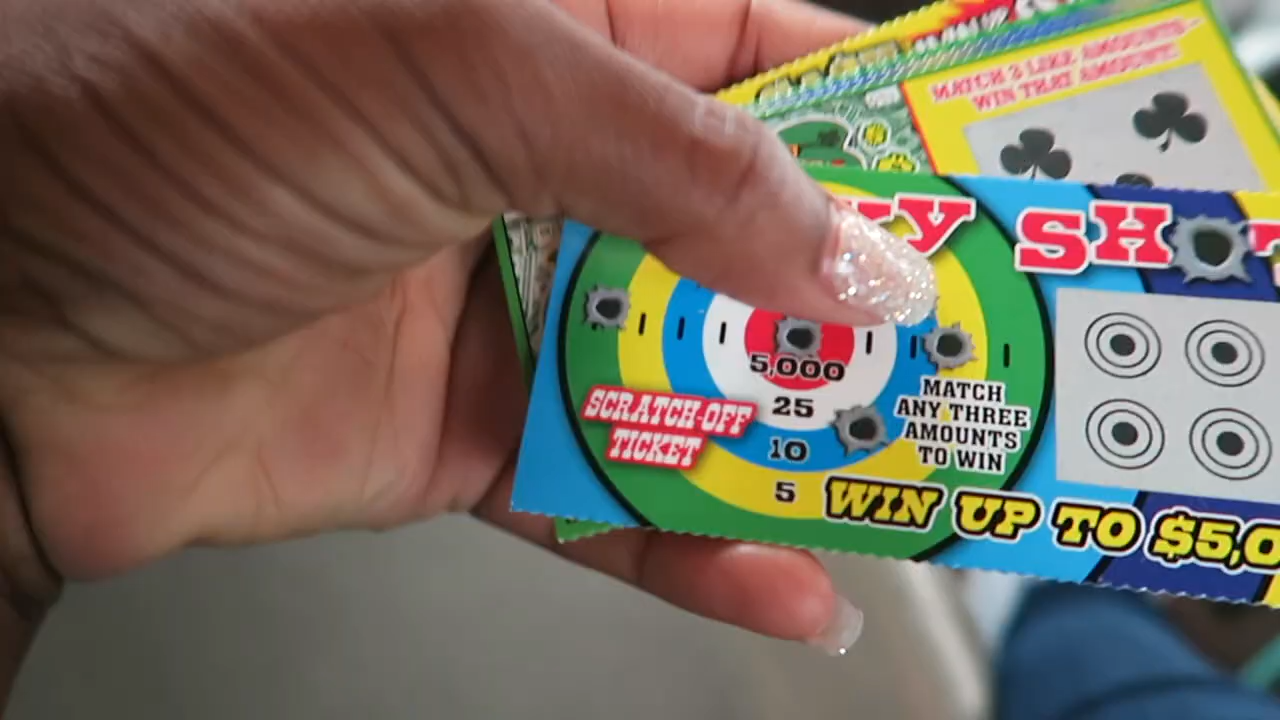 MATCH 3 LIKE AMOUNTS-
WIN THAT AMOUNT!
SH
5,000
25
10
5
SCRATCH-OFF
TICKET
MATCH
ANY THREE
AMOUNTS
TO WIN
WIN UP TO $5,0